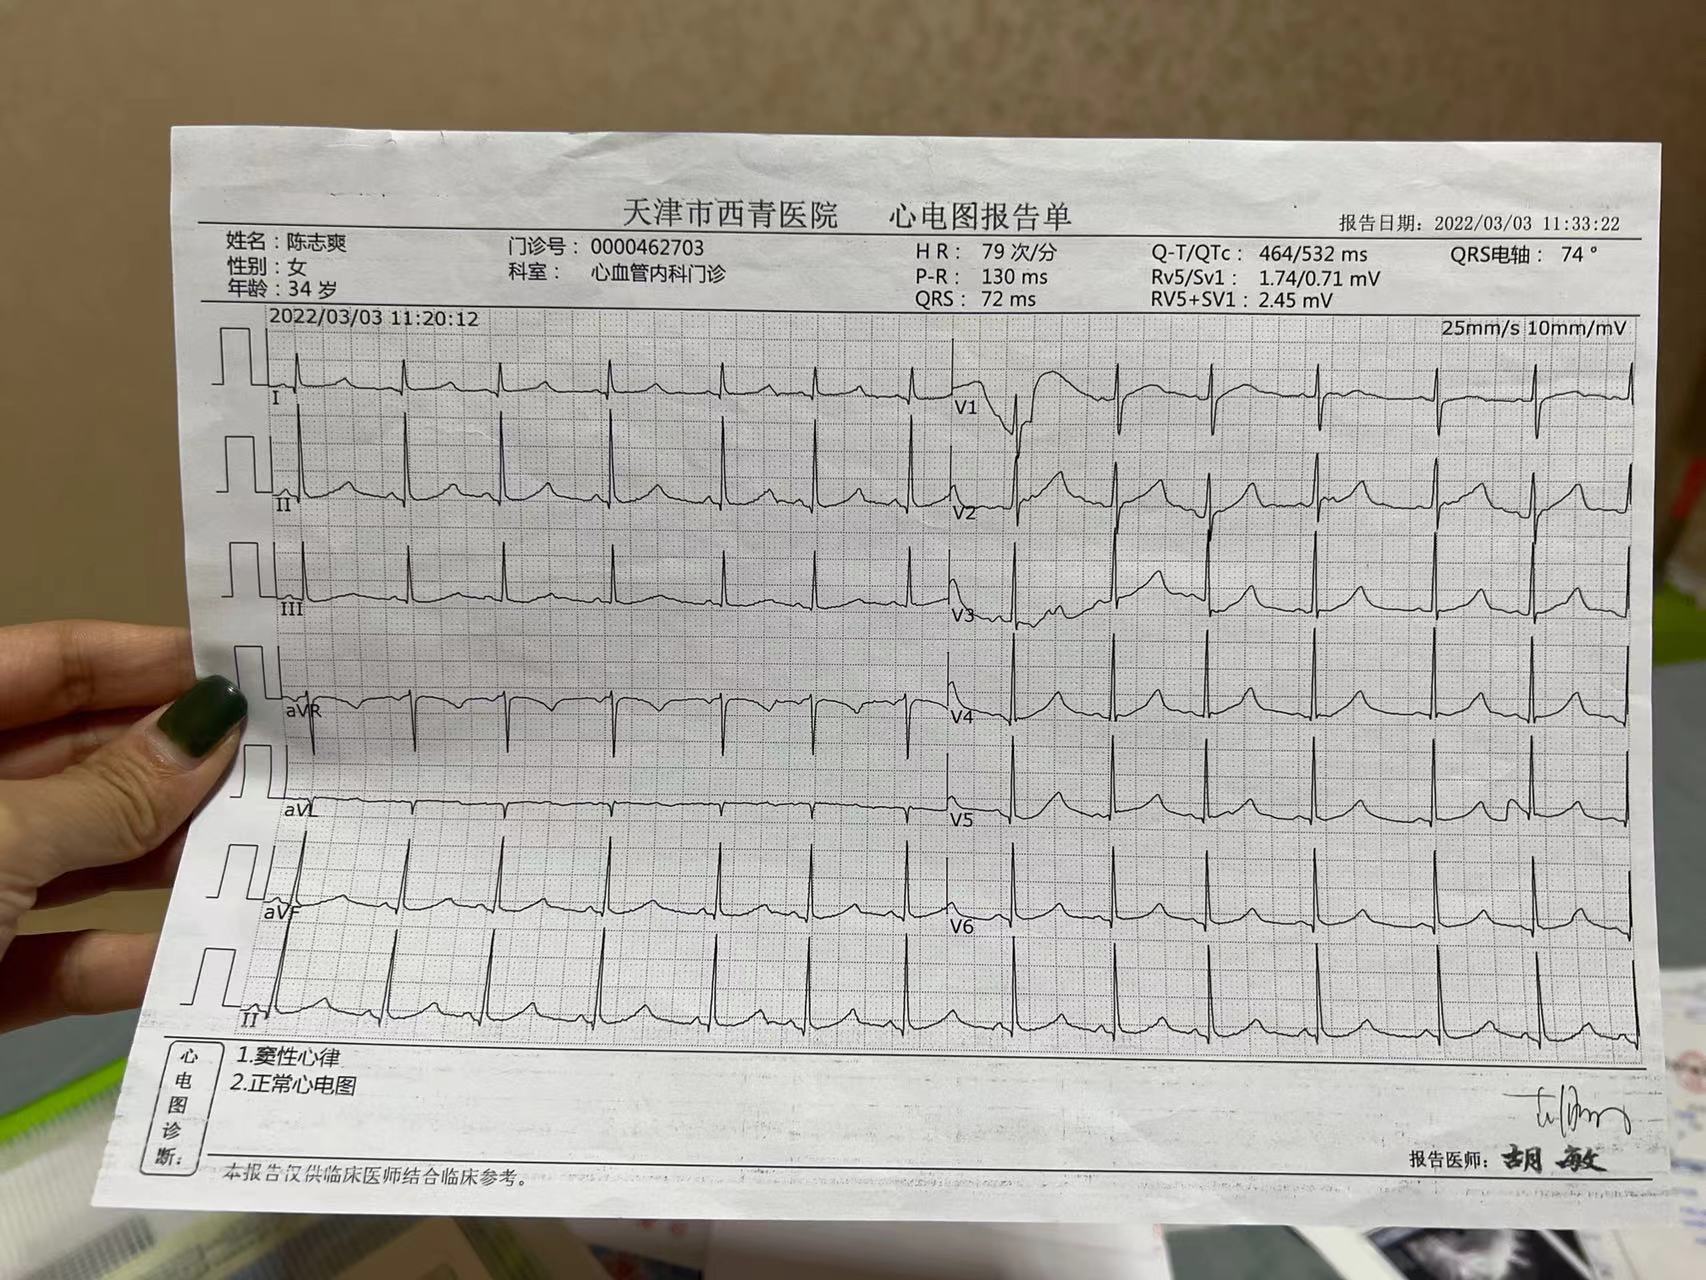 天津市西青医院 心电图报告单
报告日期：2022/03/03 11:33:22
姓名：陈志爽 门诊号：0000462703 HR：79 次/分 Q-T/QTc：464/532 ms QRS电轴：74 °
性别：女 科室：心血管内科门诊 P-R：130 ms Rv5/Sv1：1.74/0.71 mV
年龄：34 岁 QRS：72 ms RV5+SV1：2.45 mV
2022/03/03 11:20:12 25mm/s 10mm/mV
I V1
II V2
III V3
aVR V4
aVL V5
aVF V6
II
心电图诊断：
1.窦性心律
2.正常心电图
报告医师：胡敏
本报告仅供临床医师结合临床参考。